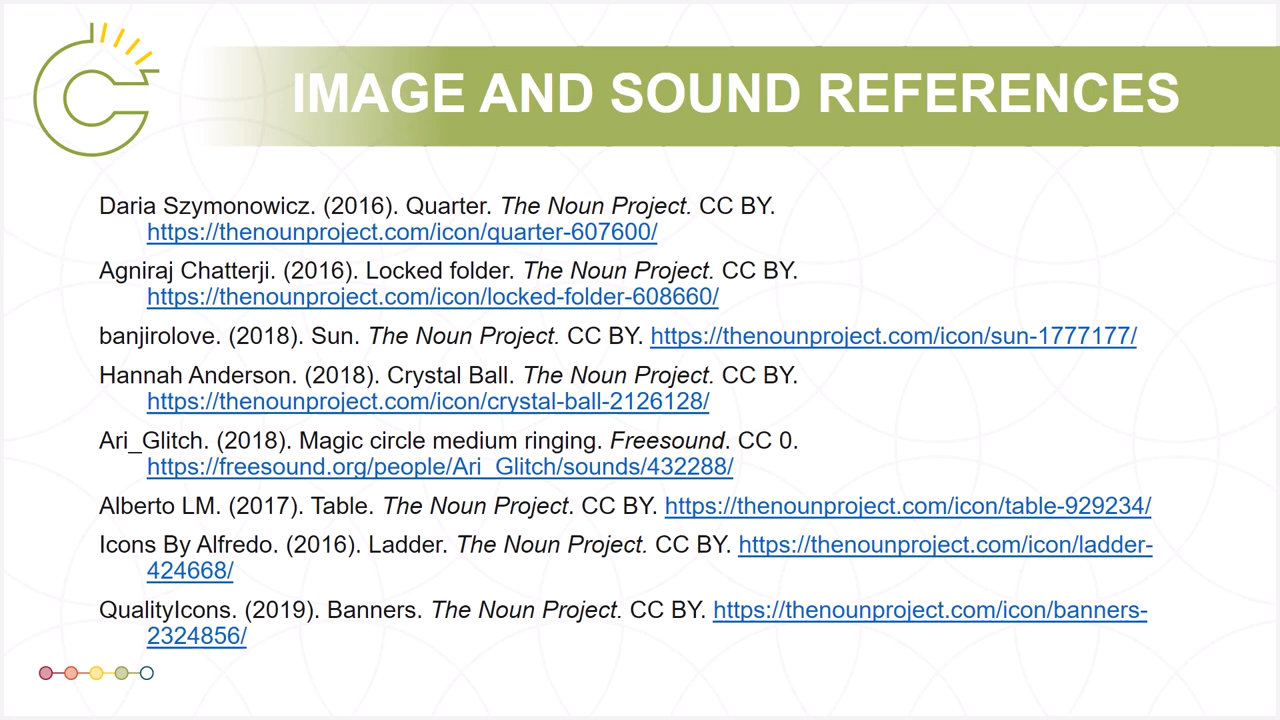 IMAGE AND SOUND REFERENCES
Daria Szymonowicz. (2016). Quarter. The Noun Project. CC BY.
https://thenounproject.com/icon/quarter-607600/
Agniraj Chatterji. (2016). Locked folder. The Noun Project. CC BY.
https://thenounproject.com/icon/locked-folder-608660/
banjirolove. (2018). Sun. The Noun Project. CC BY. https://thenounproject.com/icon/sun-1777177/
Hannah Anderson. (2018). Crystal Ball. The Noun Project. CC BY.
https://thenounproject.com/icon/crystal-ball-2126128/
Ari_Glitch. (2018). Magic circle medium ringing. Freesound. CC 0.
https://freesound.org/people/Ari_Glitch/sounds/432288/
Alberto LM. (2017). Table. The Noun Project. CC BY. https://thenounproject.com/icon/table-929234/
Icons By Alfredo. (2016). Ladder. The Noun Project. CC BY. https://thenounproject.com/icon/ladder-
424668/
QualityIcons. (2019). Banners. The Noun Project. CC BY. https://thenounproject.com/icon/banners-
2324856/